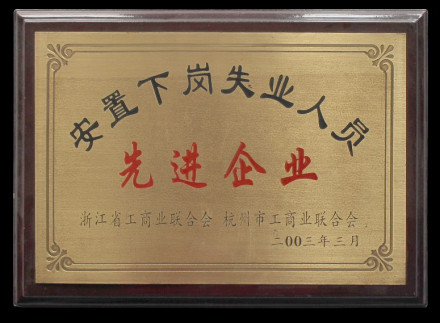 安置下岗失业人员
先进企业
浙江省工商业联合会 杭州市工商业联合会
二00三年三月